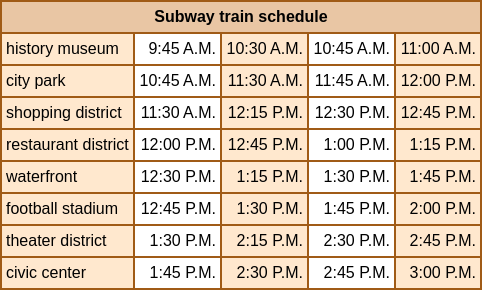 Subway train schedule
history museum 9:45 A.M. 10:30 A.M. 10:45 A.M. 11:00 A.M.
city park 10:45 A.M. 11:30 A.M. 11:45 A.M. 12:00 P.M.
shopping district 11:30 A.M. 12:15 P.M. 12:30 P.M. 12:45 P.M.
restaurant district 12:00 P.M. 12:45 P.M. 1:00 P.M. 1:15 P.M.
waterfront 12:30 P.M. 1:15 P.M. 1:30 P.M. 1:45 P.M.
football stadium 12:45 P.M. 1:30 P.M. 1:45 P.M. 2:00 P.M.
theater district 1:30 P.M. 2:15 P.M. 2:30 P.M. 2:45 P.M.
civic center 1:45 P.M. 2:30 P.M. 2:45 P.M. 3:00 P.M.